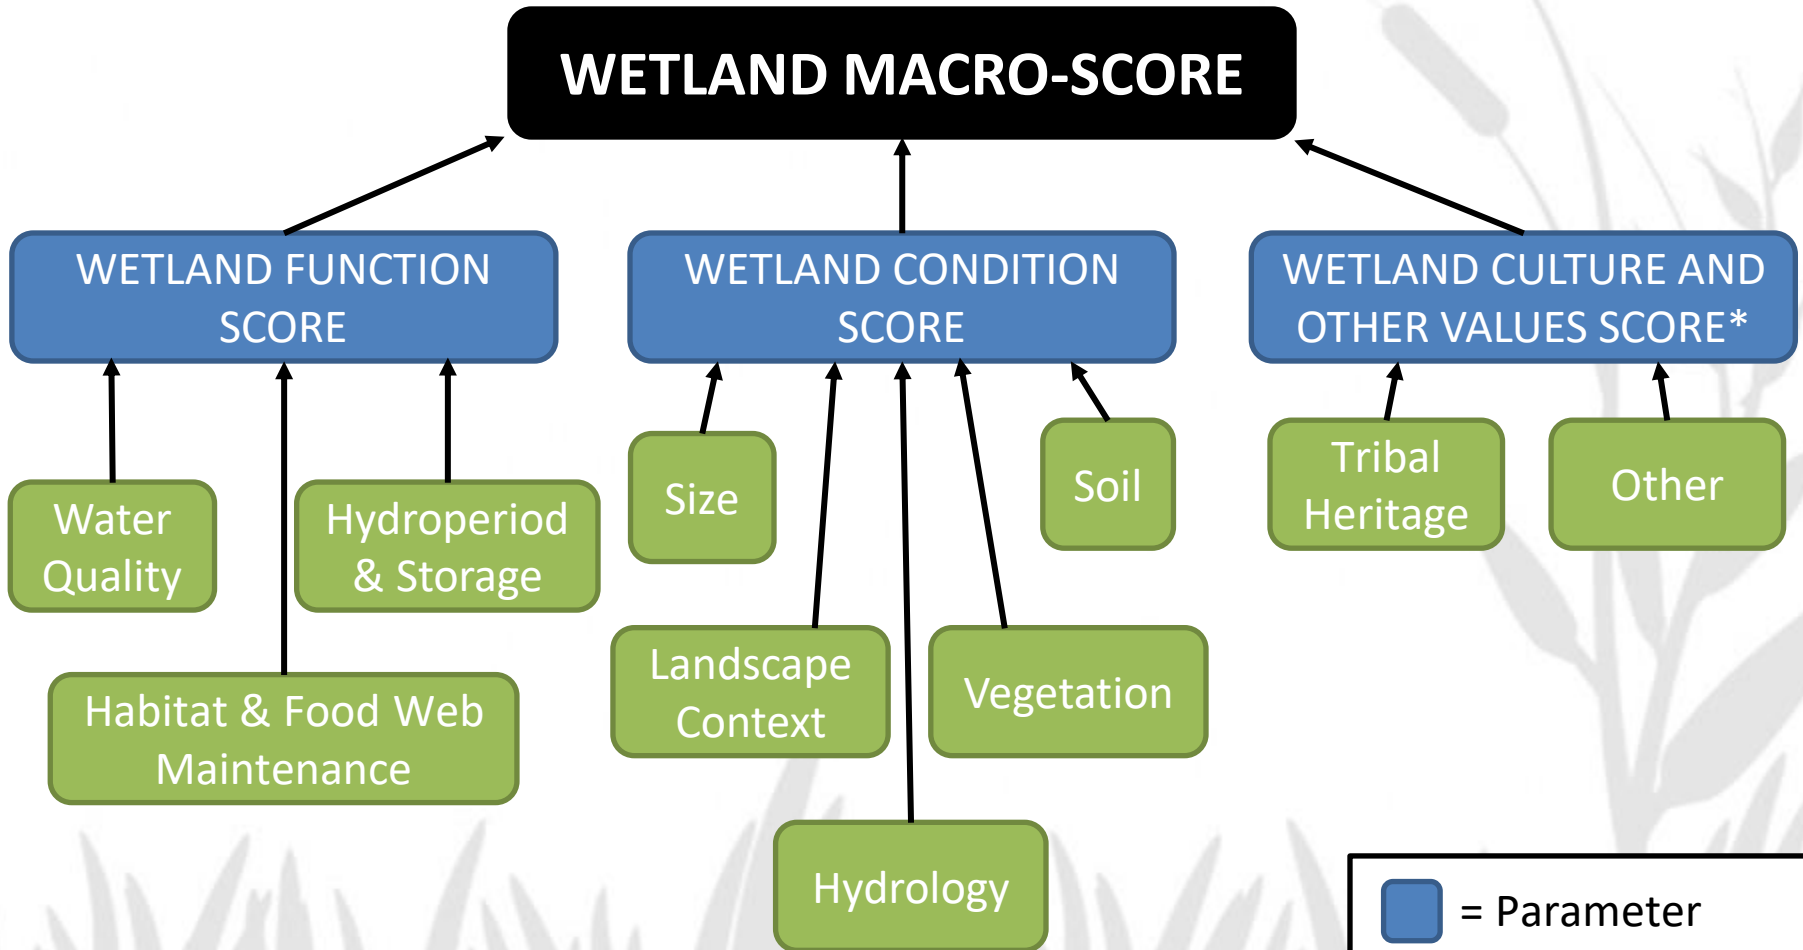 WETLAND MACRO-SCORE
WETLAND FUNCTION
SCORE
WETLAND CONDITION
SCORE
WETLAND CULTURE AND
OTHER VALUES SCORE*
Water
Quality
Hydroperiod
& Storage
Habitat & Food Web
Maintenance
Size
Soil
Landscape
Context
Vegetation
Hydrology
Tribal
Heritage
Other
= Parameter